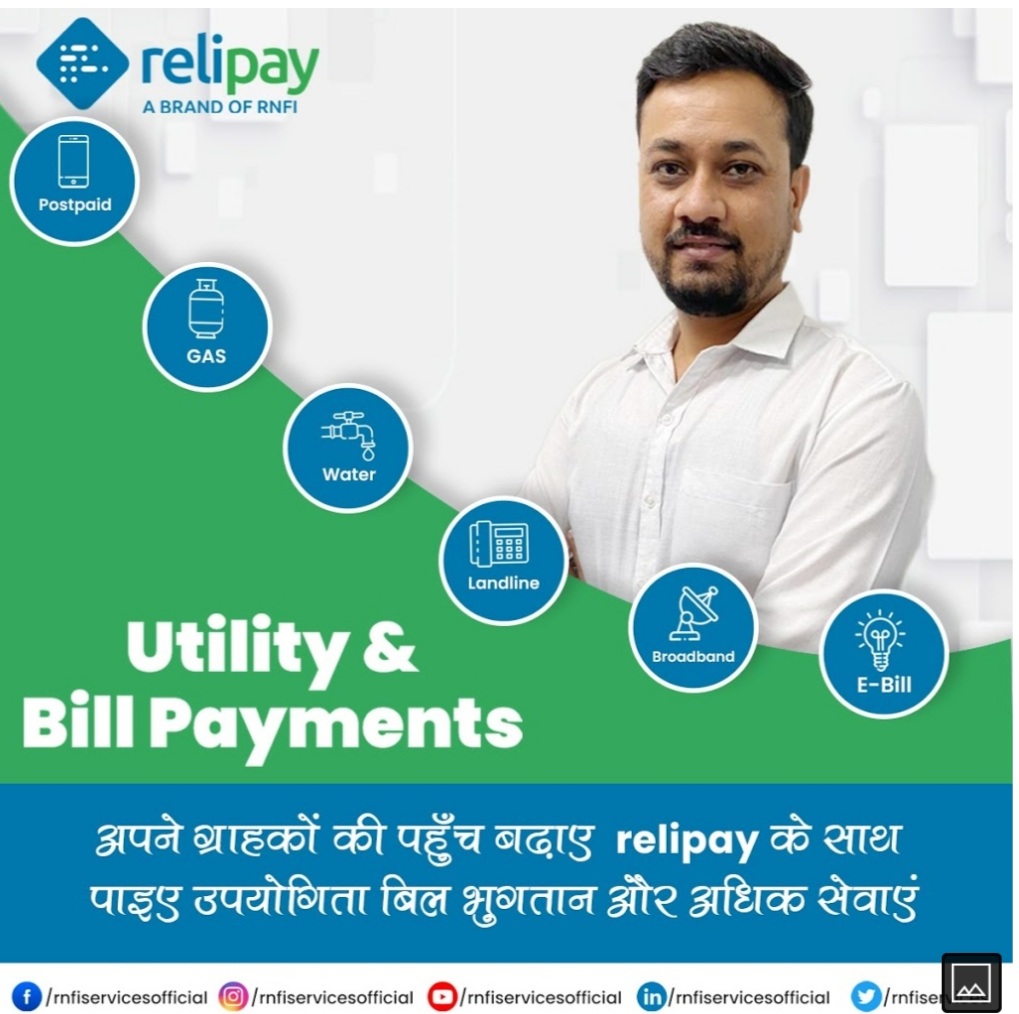 relipay
A BRAND OF RNFI
Postpaid
GAS
Water
Landline
Broadband
E-Bill
Utility &
Bill Payments
अपने ग्राहकों की पहुँच बढ़ाए relipay के साथ
पाइए उपयोगिता बिल भुगतान और अधिक सेवाएं
/rnfiservicesofficial /rnfiservicesofficial /rnfiservicesofficial /rnfiservicesofficial